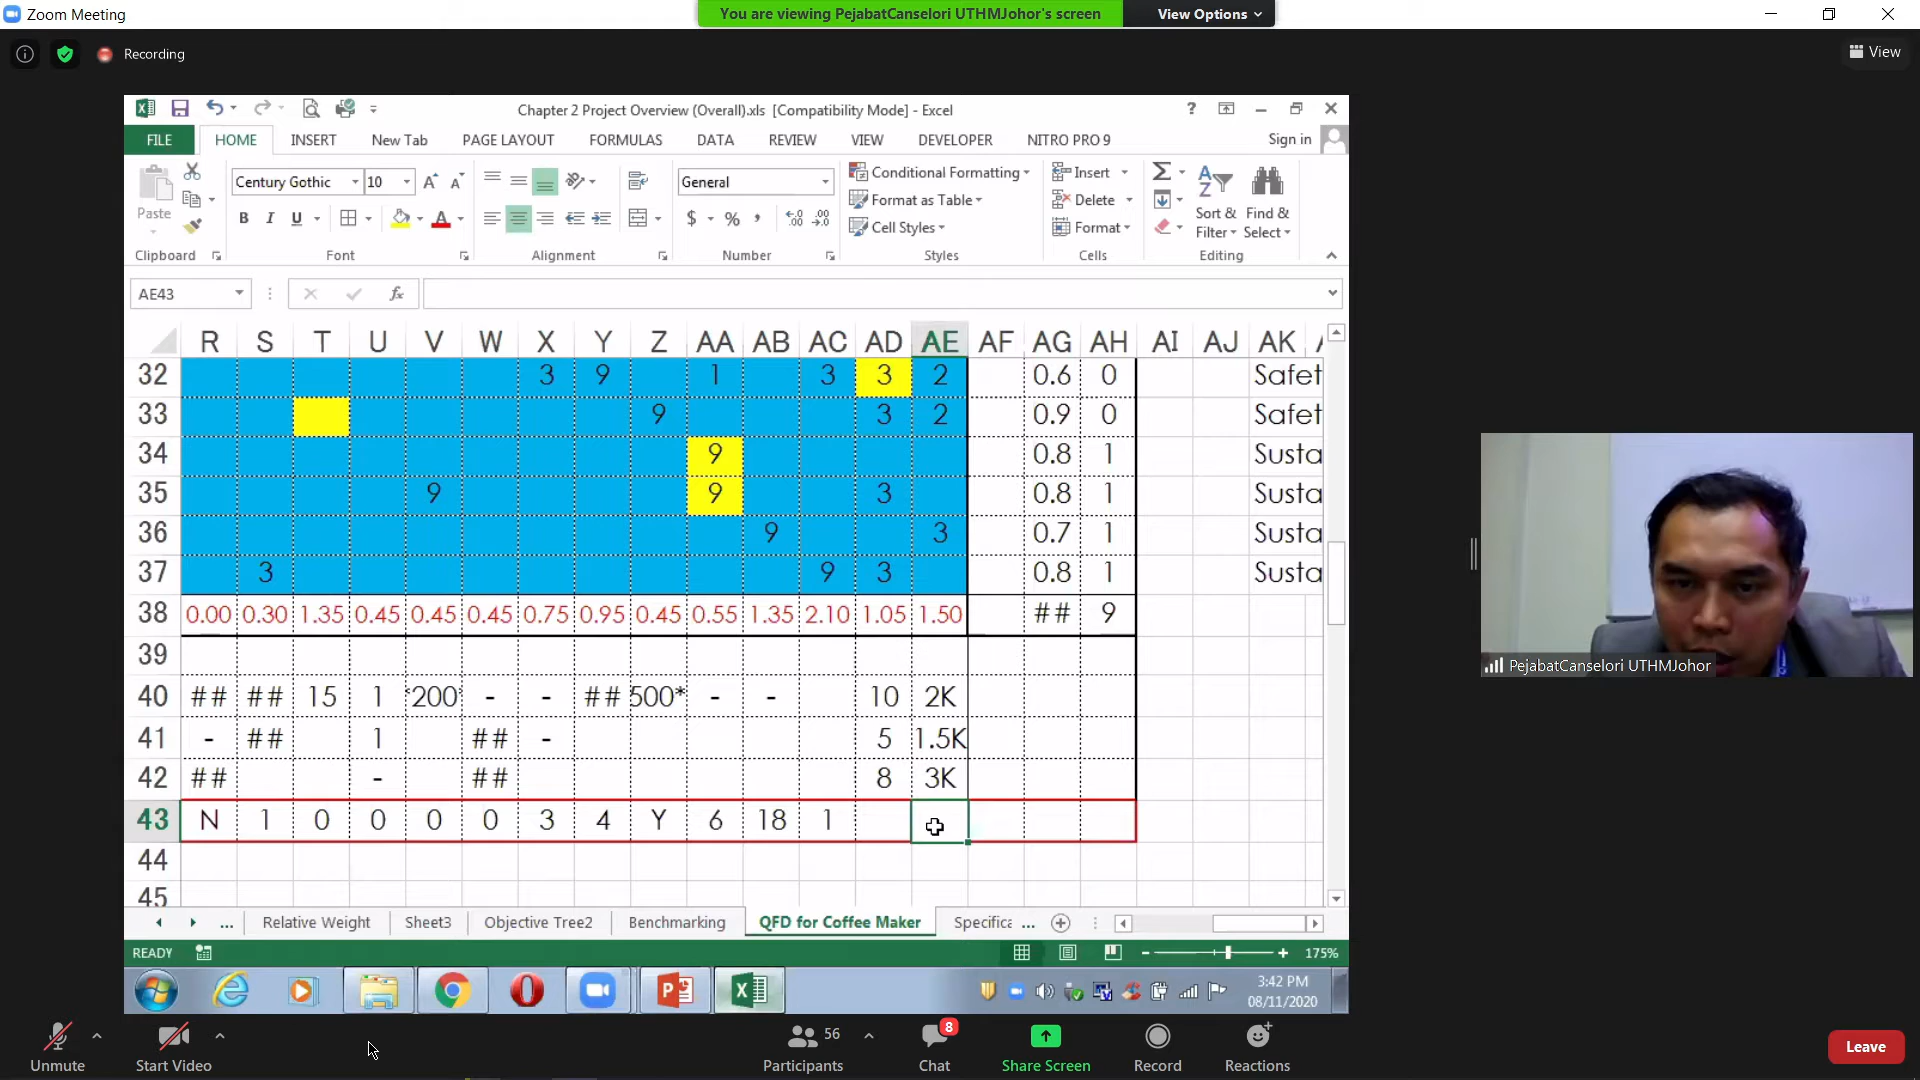 Zoom Meeting
You are viewing PejabatCanselori UTHMJohor's screen
View Options
Recording
View
Chapter 2 Project Overview (Overall).xls [Compatibility Mode] - Excel
FILE HOME INSERT New Tab PAGE LAYOUT FORMULAS DATA REVIEW VIEW DEVELOPER NITRO PRO 9 Sign in
Paste
Century Gothic 10
B I U
General
$ %
Conditional Formatting
Format as Table
Cell Styles
Insert
Delete
Format
Sort & Filter
Find & Select
Clipboard Font Alignment Number Styles Cells Editing
AE43 fx
R S T U V W X Y Z AA AB AC AD AE AF AG AH AI AJ AK
32 3 9 1 3 3 2 0.6 0 Safet
33 9 3 2 0.9 0 Safet
34 9 0.8 1 Susta
35 9 9 3 0.8 1 Susta
36 9 3 0.7 1 Susta
37 3 9 3 0.8 1 Susta
38 0.00 0.30 1.35 0.45 0.45 0.45 0.75 0.95 0.45 0.55 1.35 2.10 1.05 1.50 ## 9
39
40 ## ## 15 1 200 - - ## 500* - - 10 2K
41 - ## 1 ## - 5 1.5K
42 ## - ## 8 3K
43 N 1 0 0 0 0 3 4 Y 6 18 1
44
45
... Relative Weight Sheet3 Objective Tree2 Benchmarking QFD for Coffee Maker Specifica ...
READY 175%
3:42 PM
08/11/2020
PejabatCanselori UTHMJohor
Unmute
Start Video
56
Participants
8
Chat
Share Screen
Record
Reactions
Leave